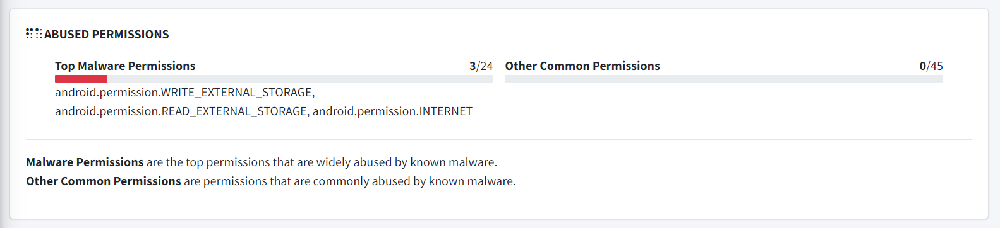 ABUSED PERMISSIONS
Top Malware Permissions 3/24
android.permission.WRITE_EXTERNAL_STORAGE,
android.permission.READ_EXTERNAL_STORAGE, android.permission.INTERNET
Other Common Permissions 0/45
Malware Permissions are the top permissions that are widely abused by known malware.
Other Common Permissions are permissions that are commonly abused by known malware.